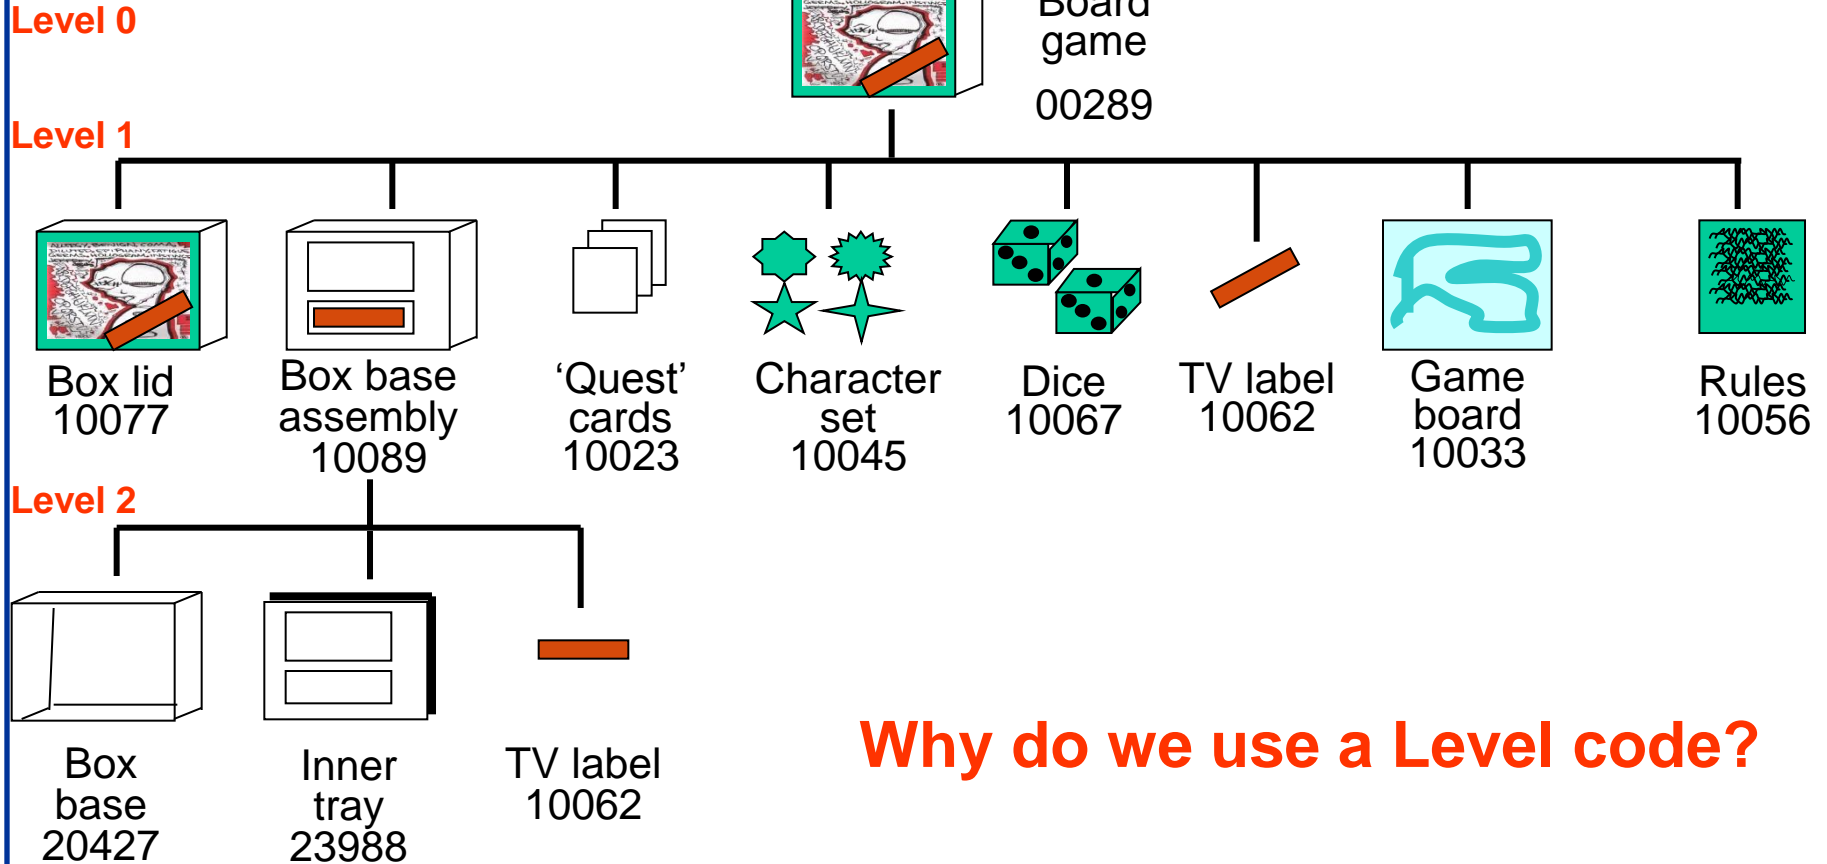 Level 0
Board
game
00289
Level 1
Box lid
10077
Box base
assembly
10089
‘Quest’
cards
10023
Character
set
10045
Dice
10067
TV label
10062
Game
board
10033
Rules
10056
Level 2
Box
base
20427
Inner
tray
23988
TV label
10062
Why do we use a Level code?